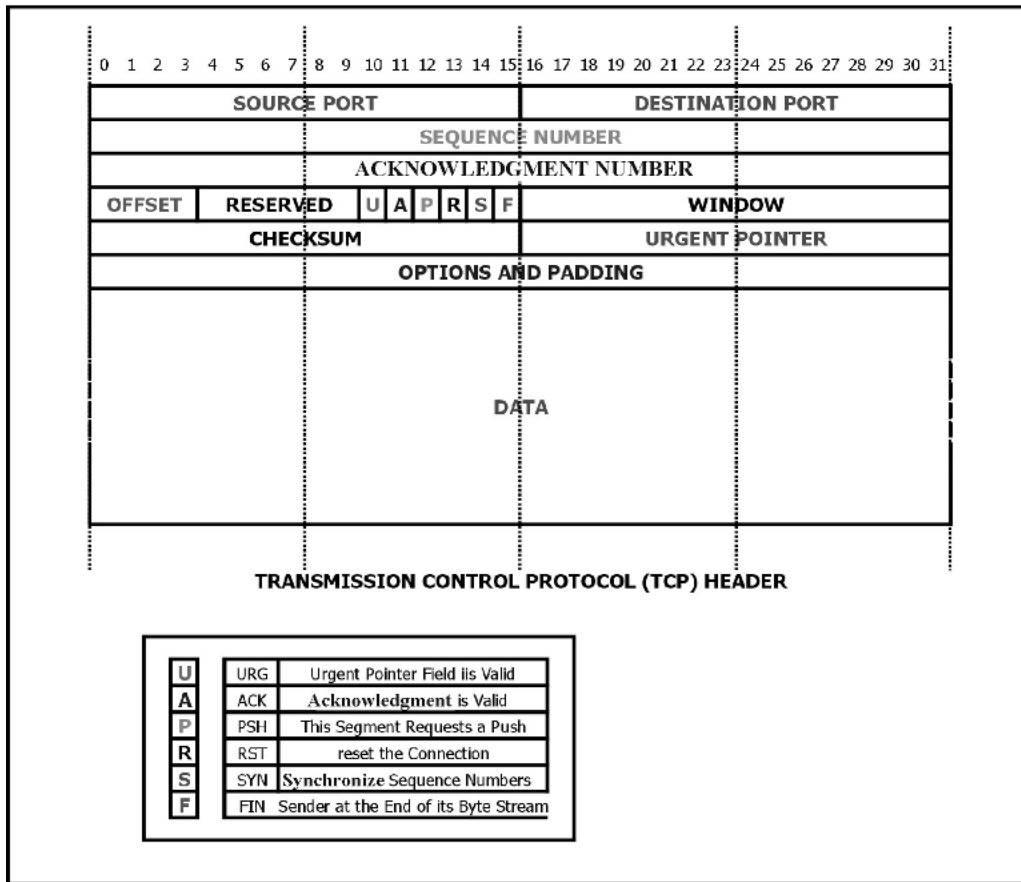 0 1 2 3 4 5 6 7 8 9 10 11 12 13 14 15 16 17 18 19 20 21 22 23 24 25 26 27 28 29 30 31
SOURCE PORT DESTINATION PORT
SEQUENCE NUMBER
ACKNOWLEDGMENT NUMBER
OFFSET RESERVED U A P R S F WINDOW
CHECKSUM URGENT POINTER
OPTIONS AND PADDING
DATA
TRANSMISSION CONTROL PROTOCOL (TCP) HEADER
U URG Urgent Pointer Field iis Valid
A ACK Acknowledgment is Valid
P PSH This Segment Requests a Push
R RST reset the Connection
S SYN Synchronize Sequence Numbers
F FIN Sender at the End of its Byte Stream